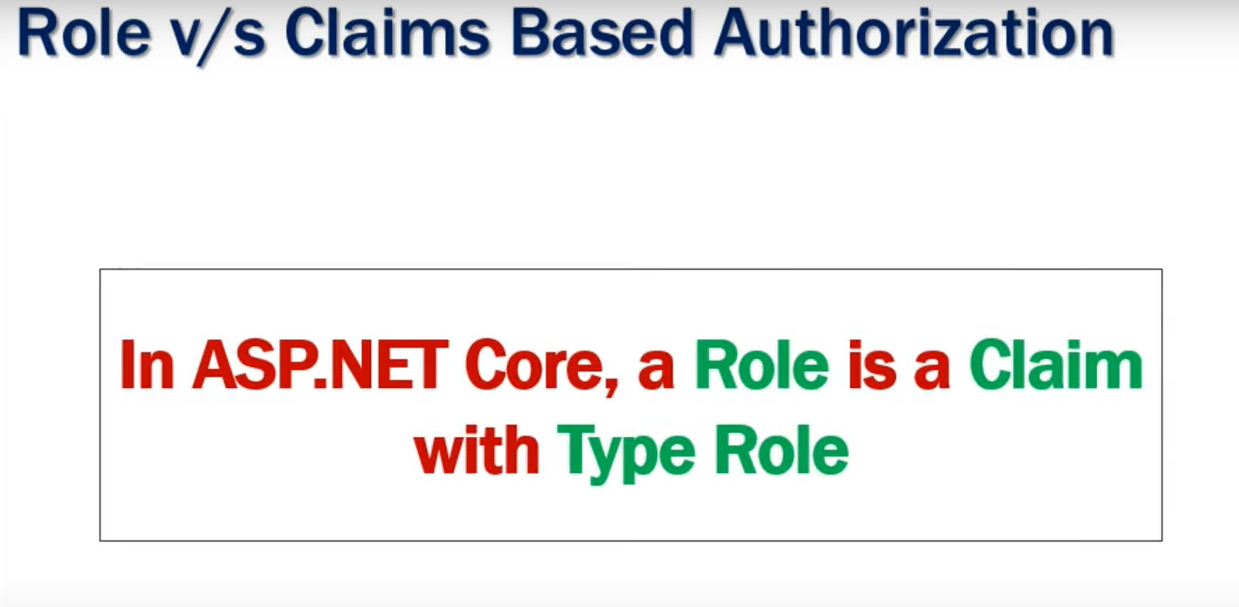 Role v/s Claims Based Authorization
In ASP.NET Core, a Role is a Claim
with Type Role